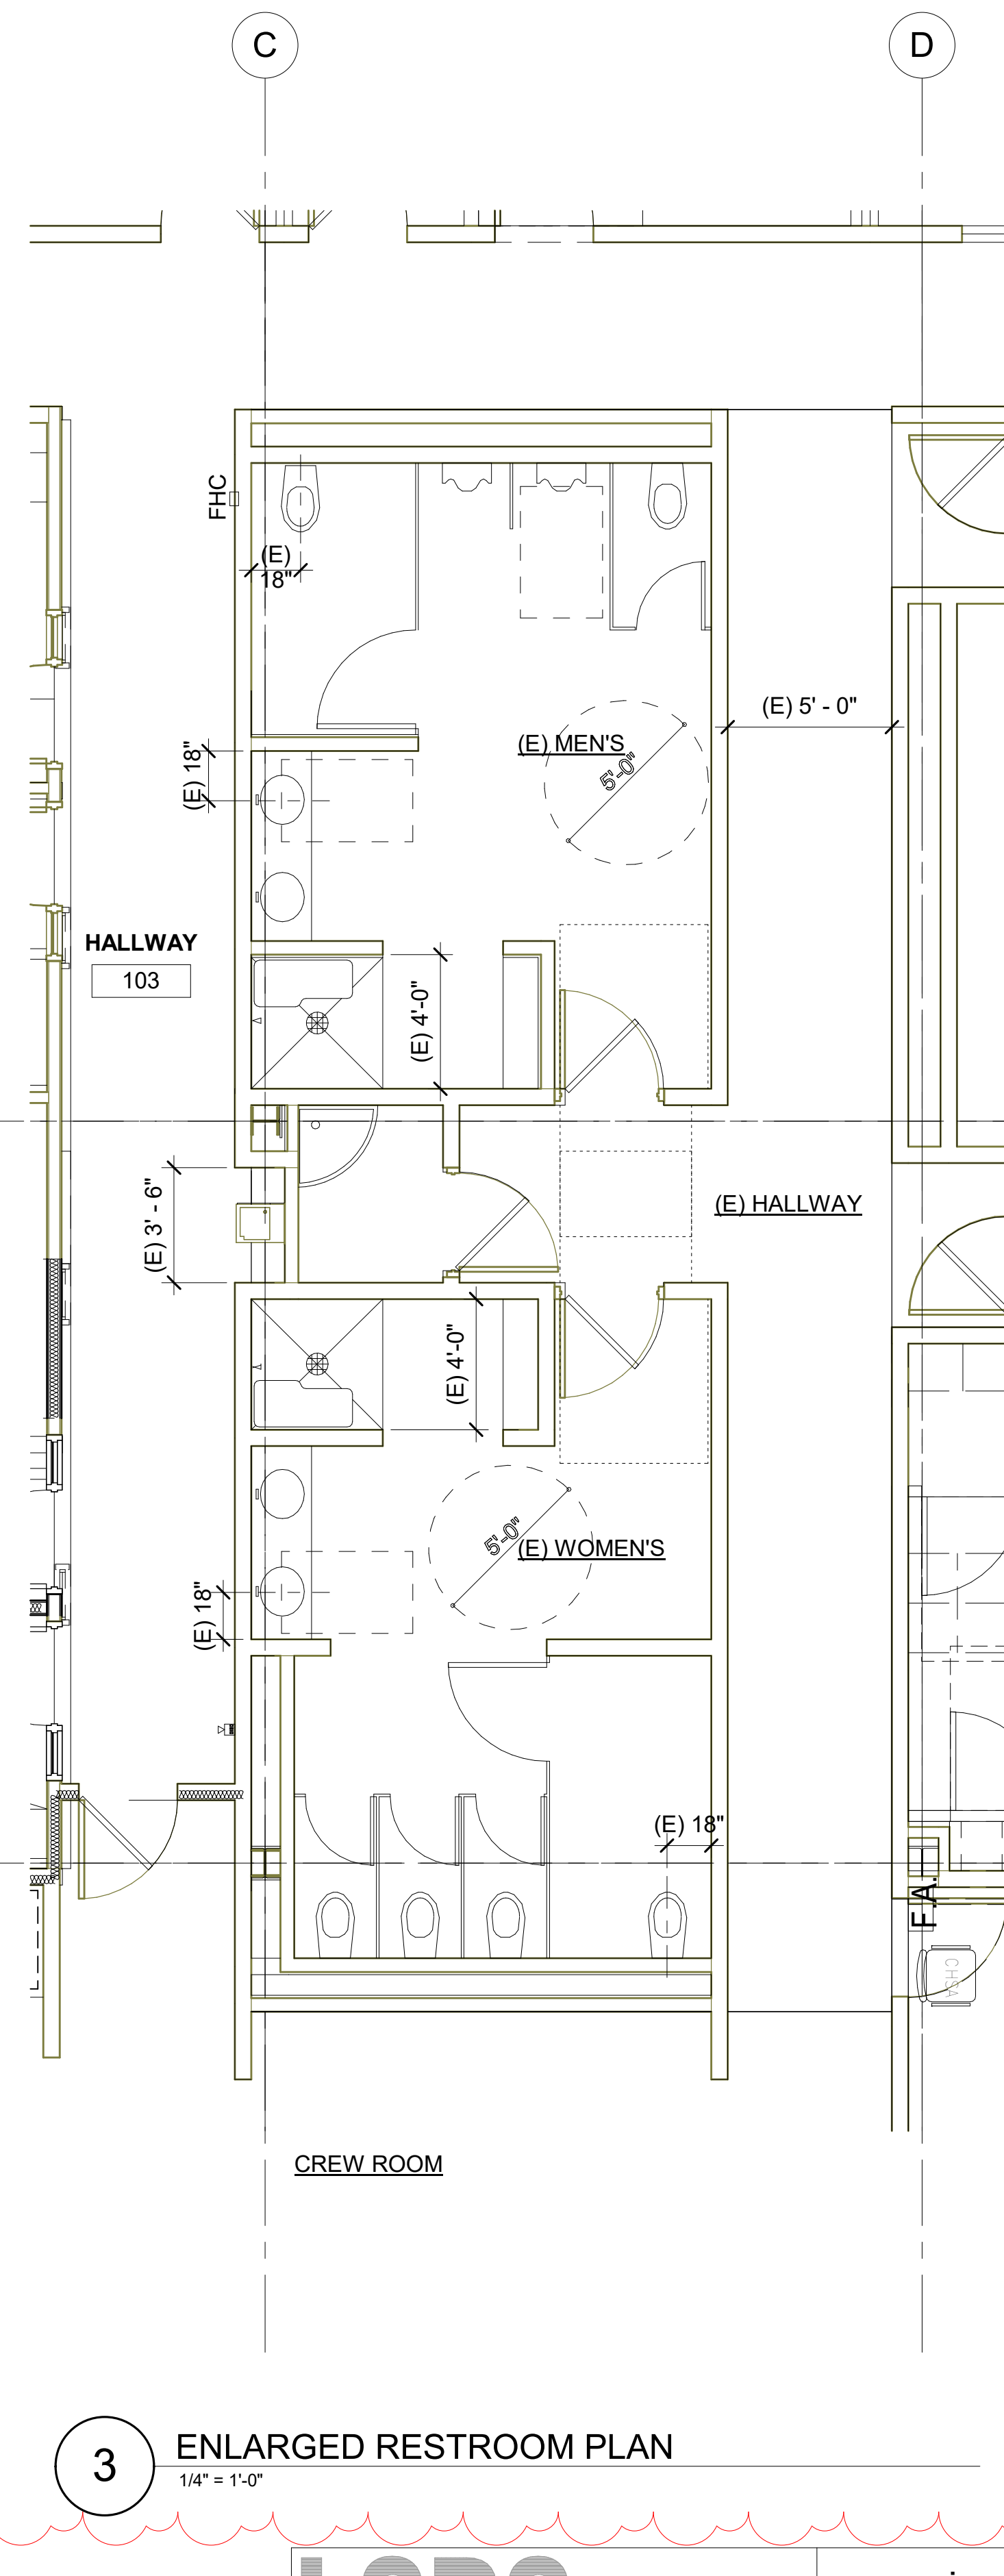 C
D
FHC
(E)
18"
(E) 5' - 0"
(E) 18"
(E) MEN'S
5'-0"
HALLWAY
103
(E) 4'-0"
(E) 3' - 6"
(E) HALLWAY
(E) 4'-0"
5'-0"
(E) WOMEN'S
(E) 18"
(E) 18"
F.A.
CHSA
CREW ROOM
3
ENLARGED RESTROOM PLAN
1/4" = 1'-0"